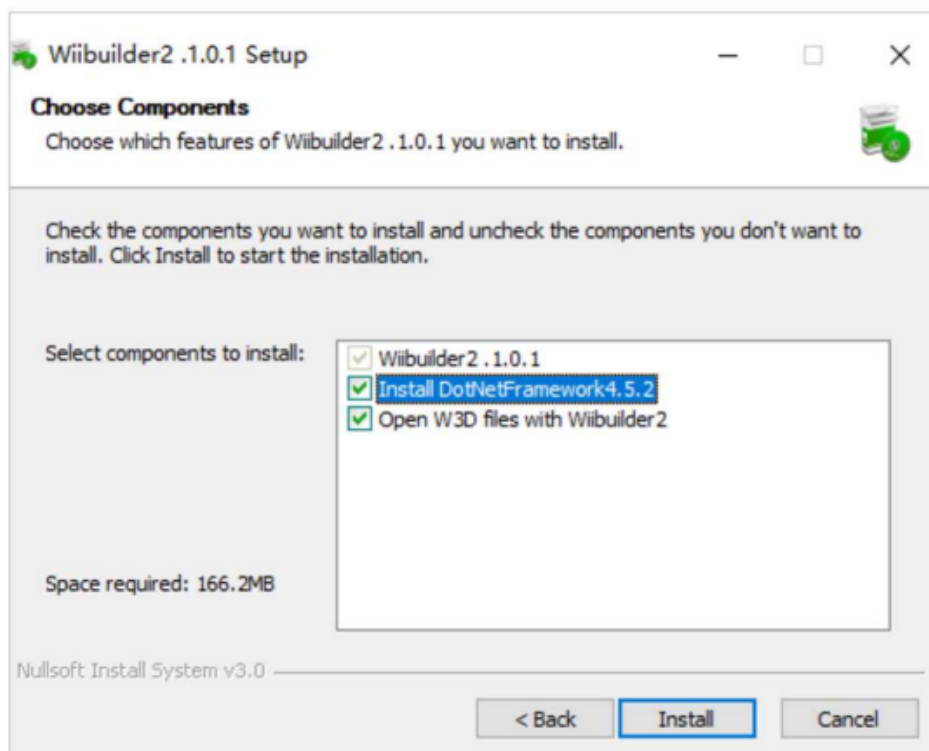 Wiibuilder2 .1.0.1 Setup
Choose Components
Choose which features of Wiibuilder2 .1.0.1 you want to install.
Check the components you want to install and uncheck the components you don't want to
install. Click Install to start the installation.
Select components to install:
Wiibuilder2 .1.0.1
Install DotNetFramework4.5.2
Open W3D files with Wiibuilder2
Space required: 166.2MB
Nullsoft Install System v3.0
< Back
Install
Cancel